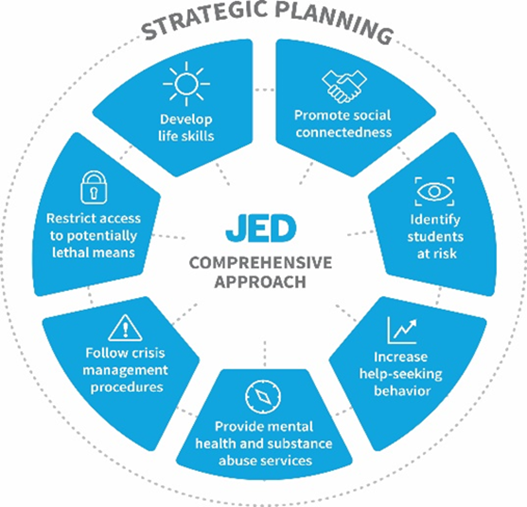 STRATEGIC PLANNING
Develop
life skills
Promote social
connectedness
Restrict access
to potentially
lethal means
Identify
students
at risk
JED
COMPREHENSIVE
APPROACH
Follow crisis
management
procedures
Increase
help-seeking
behavior
Provide mental
health and substance
abuse services